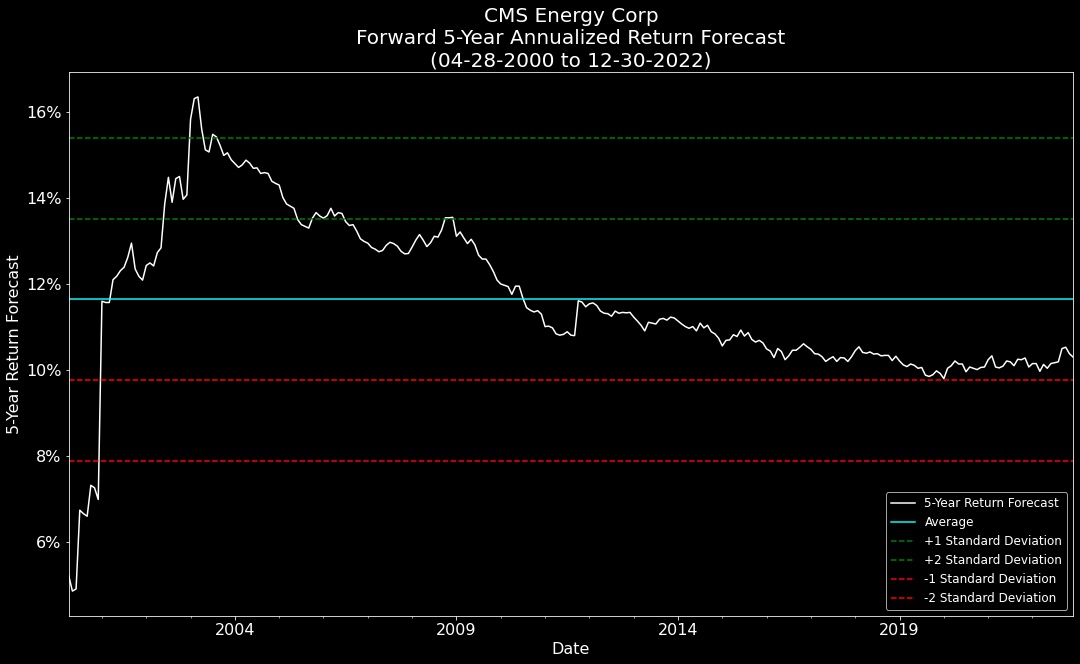 CMS Energy Corp
Forward 5-Year Annualized Return Forecast
(04-28-2000 to 12-30-2022)
5-Year Return Forecast
16%
14%
12%
10%
8%
6%
5-Year Return Forecast
Average
+1 Standard Deviation
+2 Standard Deviation
-1 Standard Deviation
-2 Standard Deviation
2004
2009
2014
2019
Date